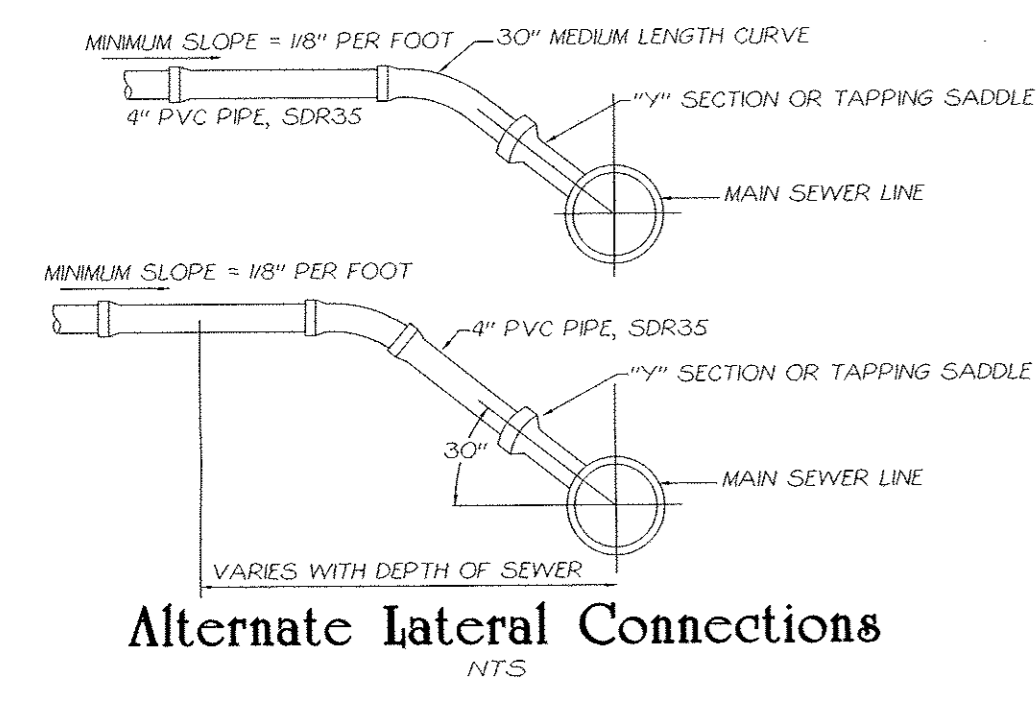 MINIMUM SLOPE = 1/8" PER FOOT
30" MEDIUM LENGTH CURVE
"Y" SECTION OR TAPPING SADDLE
4" PVC PIPE, SDR35
MAIN SEWER LINE
MINIMUM SLOPE = 1/8" PER FOOT
4" PVC PIPE, SDR35
"Y" SECTION OR TAPPING SADDLE
30"
MAIN SEWER LINE
VARIES WITH DEPTH OF SEWER
Alternate Lateral Connections
NTS